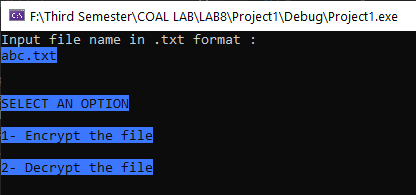 F:\Third Semester\COAL LAB\LAB8\Project1\Debug\Project1.exe
Input file name in .txt format :
abc.txt
SELECT AN OPTION
1- Encrypt the file
2- Decrypt the file